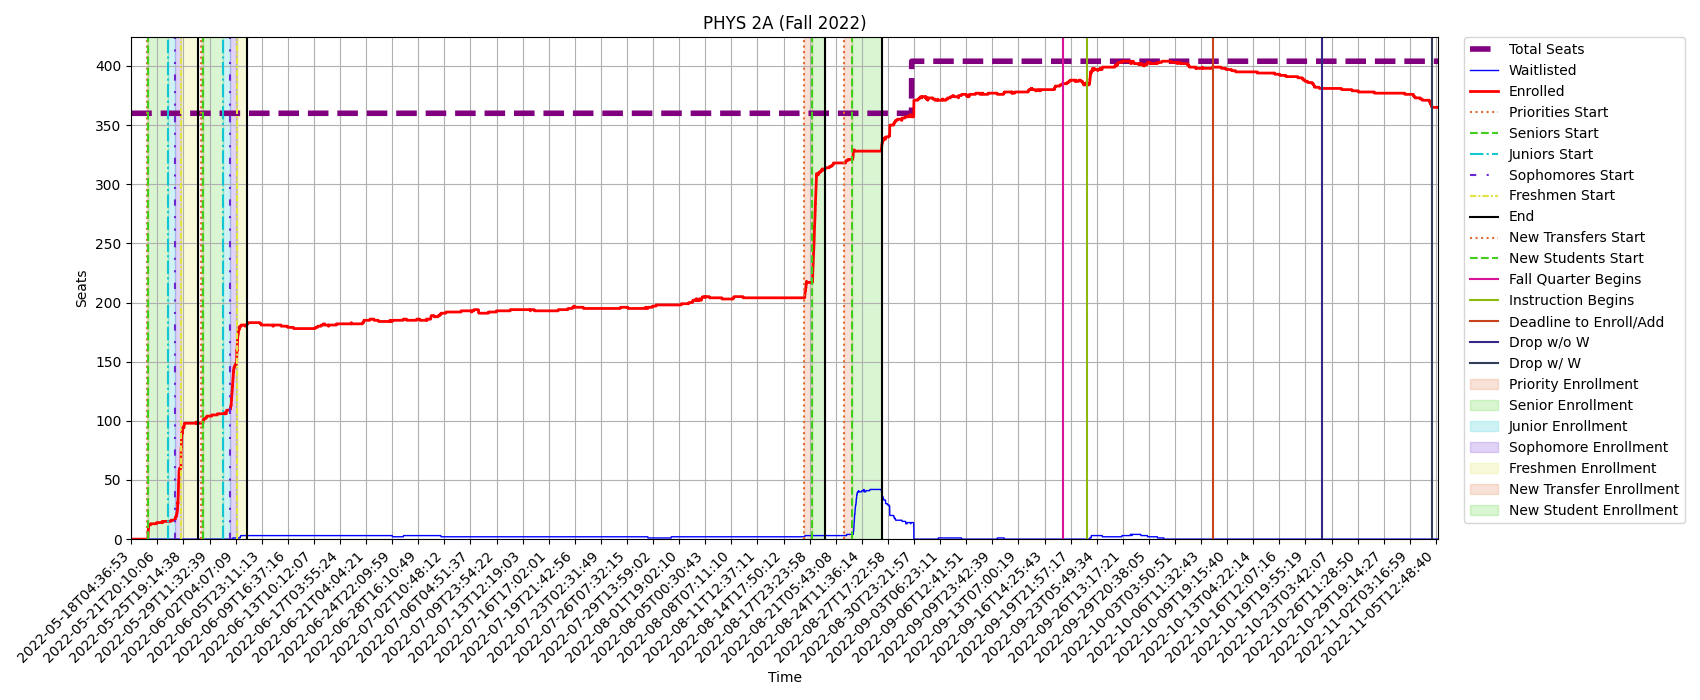 PHYS 2A (Fall 2022)
Seats
400
350
300
250
200
150
100
50
0
2022-05-18T04:36:53
2022-05-21T20:10:06
2022-05-25T19:14:38
2022-05-29T11:32:39
2022-06-02T04:07:09
2022-06-05T23:11:13
2022-06-09T16:37:16
2022-06-13T10:12:07
2022-06-17T03:55:24
2022-06-21T04:04:21
2022-06-24T22:09:59
2022-06-28T16:10:49
2022-07-02T10:48:12
2022-07-06T04:51:37
2022-07-09T23:54:22
2022-07-13T12:19:03
2022-07-16T17:02:01
2022-07-19T21:42:56
2022-07-23T02:31:49
2022-07-26T07:32:15
2022-07-29T13:59:02
2022-08-01T19:02:10
2022-08-05T00:30:43
2022-08-08T07:11:10
2022-08-11T12:37:11
2022-08-14T17:50:12
2022-08-17T23:23:58
2022-08-21T05:43:08
2022-08-24T11:36:14
2022-08-27T17:22:58
2022-08-30T23:21:57
2022-09-03T06:23:11
2022-09-06T12:41:51
2022-09-09T23:42:39
2022-09-13T07:00:19
2022-09-16T14:25:43
2022-09-19T21:57:17
2022-09-23T05:49:34
2022-09-26T13:17:21
2022-09-29T20:38:05
2022-10-03T03:50:51
2022-10-06T11:32:43
2022-10-09T19:15:40
2022-10-13T04:22:14
2022-10-16T12:07:16
2022-10-19T19:55:19
2022-10-23T03:42:07
2022-10-26T11:28:50
2022-10-29T19:14:27
2022-11-02T03:16:59
2022-11-05T12:48:40
Time
Total Seats
Waitlisted
Enrolled
Priorities Start
Seniors Start
Juniors Start
Sophomores Start
Freshmen Start
End
New Transfers Start
New Students Start
Fall Quarter Begins
Instruction Begins
Deadline to Enroll/Add
Drop w/o W
Drop w/ W
Priority Enrollment
Senior Enrollment
Junior Enrollment
Sophomore Enrollment
Freshmen Enrollment
New Transfer Enrollment
New Student Enrollment